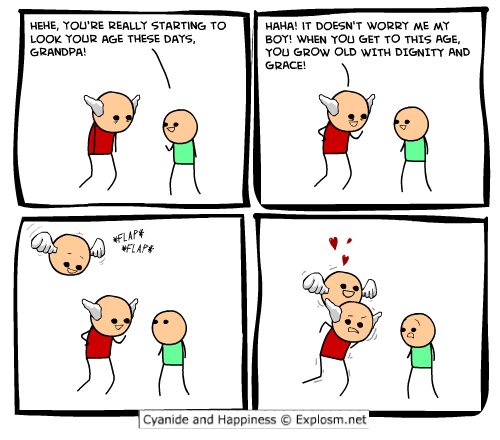 HEHE, YOU'RE REALLY STARTING TO
LOOK YOUR AGE THESE DAYS,
GRANDPA!
HAHA! IT DOESN'T WORRY ME MY
BOY! WHEN YOU GET TO THIS AGE,
YOU GROW OLD WITH DIGNITY AND
GRACE!
*FLAP*
*FLAP*
Cyanide and Happiness © Explosm.net